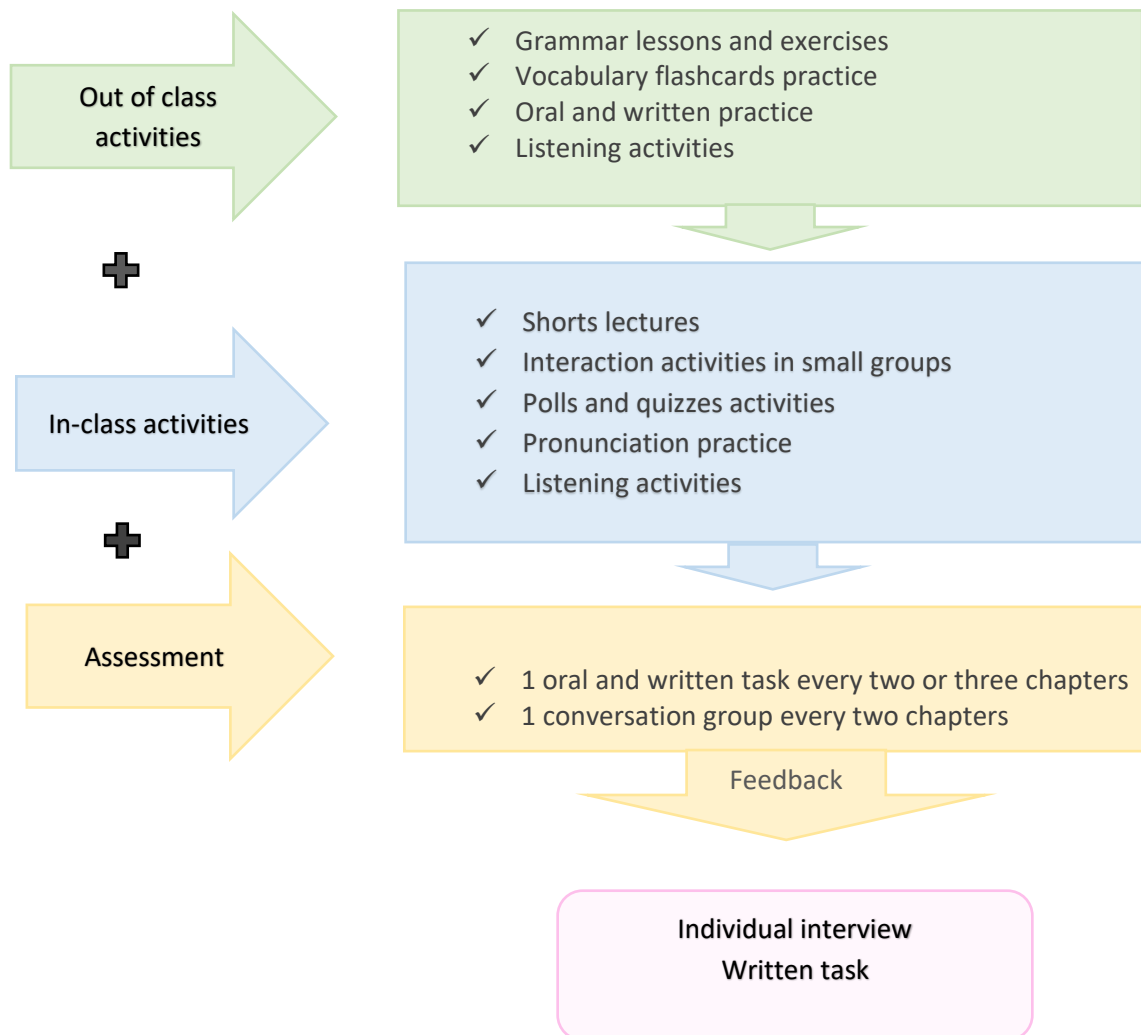 Out of class
activities
✓ Grammar lessons and exercises
✓ Vocabulary flashcards practice
✓ Oral and written practice
✓ Listening activities
In-class activities
✓ Shorts lectures
✓ Interaction activities in small groups
✓ Polls and quizzes activities
✓ Pronunciation practice
✓ Listening activities
Assessment
✓ 1 oral and written task every two or three chapters
✓ 1 conversation group every two chapters
Feedback
Individual interview
Written task